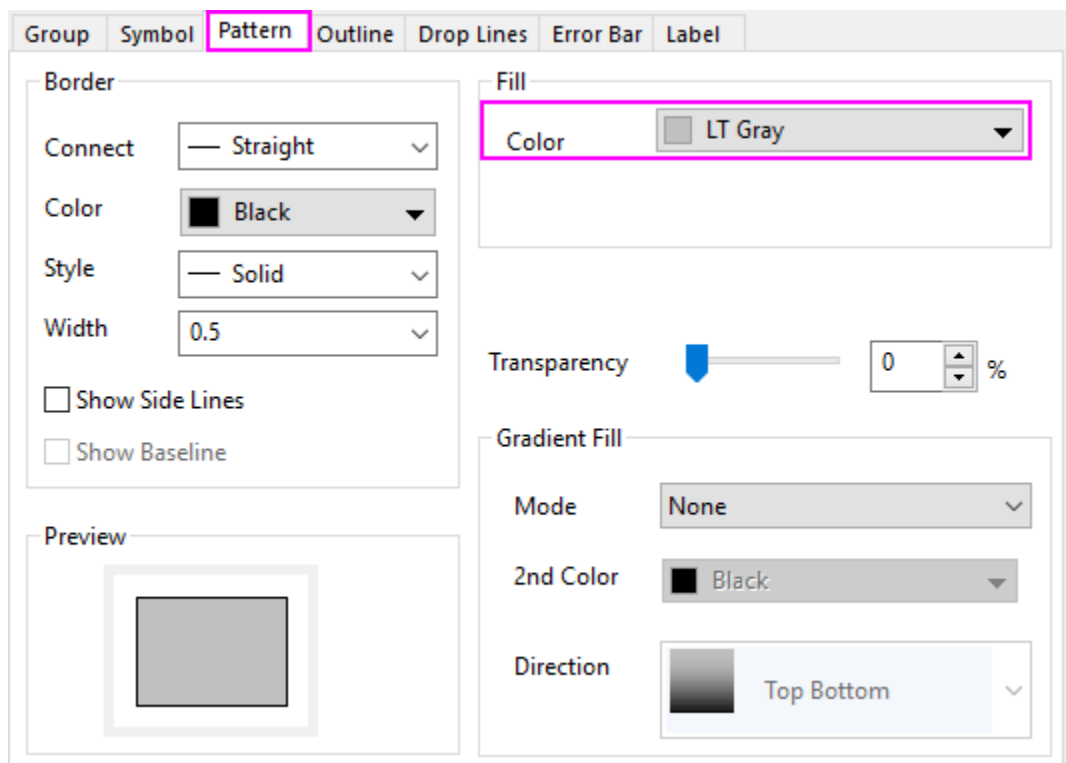 Group Symbol Pattern Outline Drop Lines Error Bar Label
Border
Connect Straight
Color Black
Style Solid
Width 0.5
Show Side Lines
Show Baseline
Preview
Fill
Color LT Gray
Transparency 0 %
Gradient Fill
Mode None
2nd Color Black
Direction Top Bottom